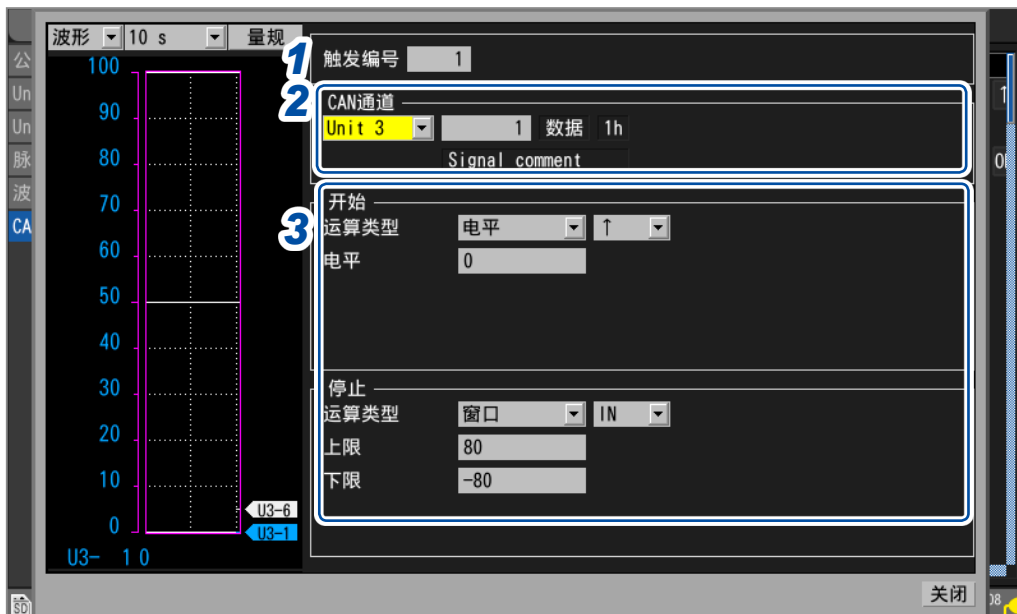 波形 10 s 量规
公
Un
Un
脉
波
CA
100
90
80
70
60
50
40
30
20
10
0
U3-6
U3-1
U3- 1 0
1
触发编号 1
2
CAN通道
Unit 3 1 数据 1h
Signal comment
3
开始
运算类型 电平 ↑
电平 0
停止
运算类型 窗口 IN
上限 80
下限 -80
关闭
↑
SD
08